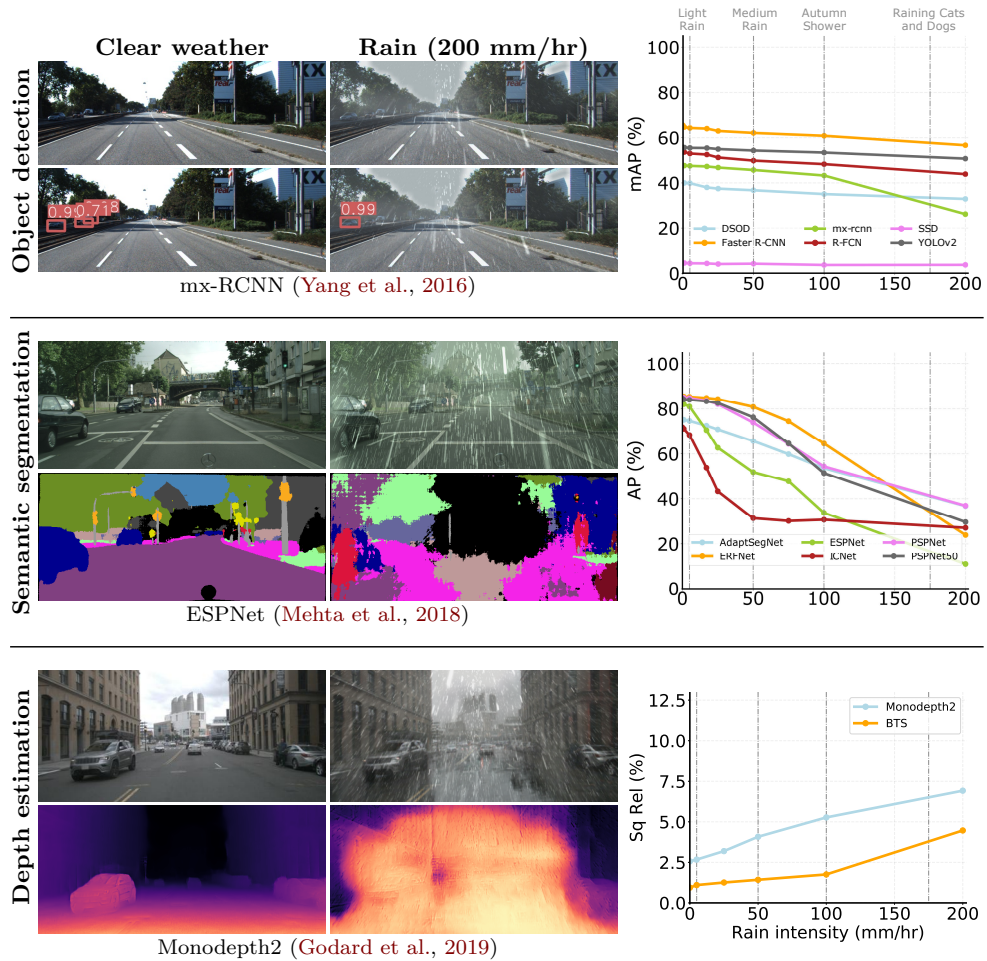 Clear weather
Rain (200 mm/hr)
Object detection
0.9
0.71
8
0.99
mx-RCNN (Yang et al., 2016)
Light Rain
Medium Rain
Autumn Shower
Raining Cats and Dogs
mAP (%)
100
80
60
40
20
0
DSOD
Faster R-CNN
mx-rcnn
R-FCN
SSD
YOLOv2
0 50 100 150 200
Semantic segmentation
ESPNet (Mehta et al., 2018)
AP (%)
100
80
60
40
20
0
AdaptSegNet
ERFNet
ESPNet
ICNet
PSPNet
PSPNet50
0 50 100 150 200
Depth estimation
Monodepth2 (Godard et al., 2019)
Sq Rel (%)
12.5
10.0
7.5
5.0
2.5
0.0
Monodepth2
BTS
0 50 100 150 200
Rain intensity (mm/hr)